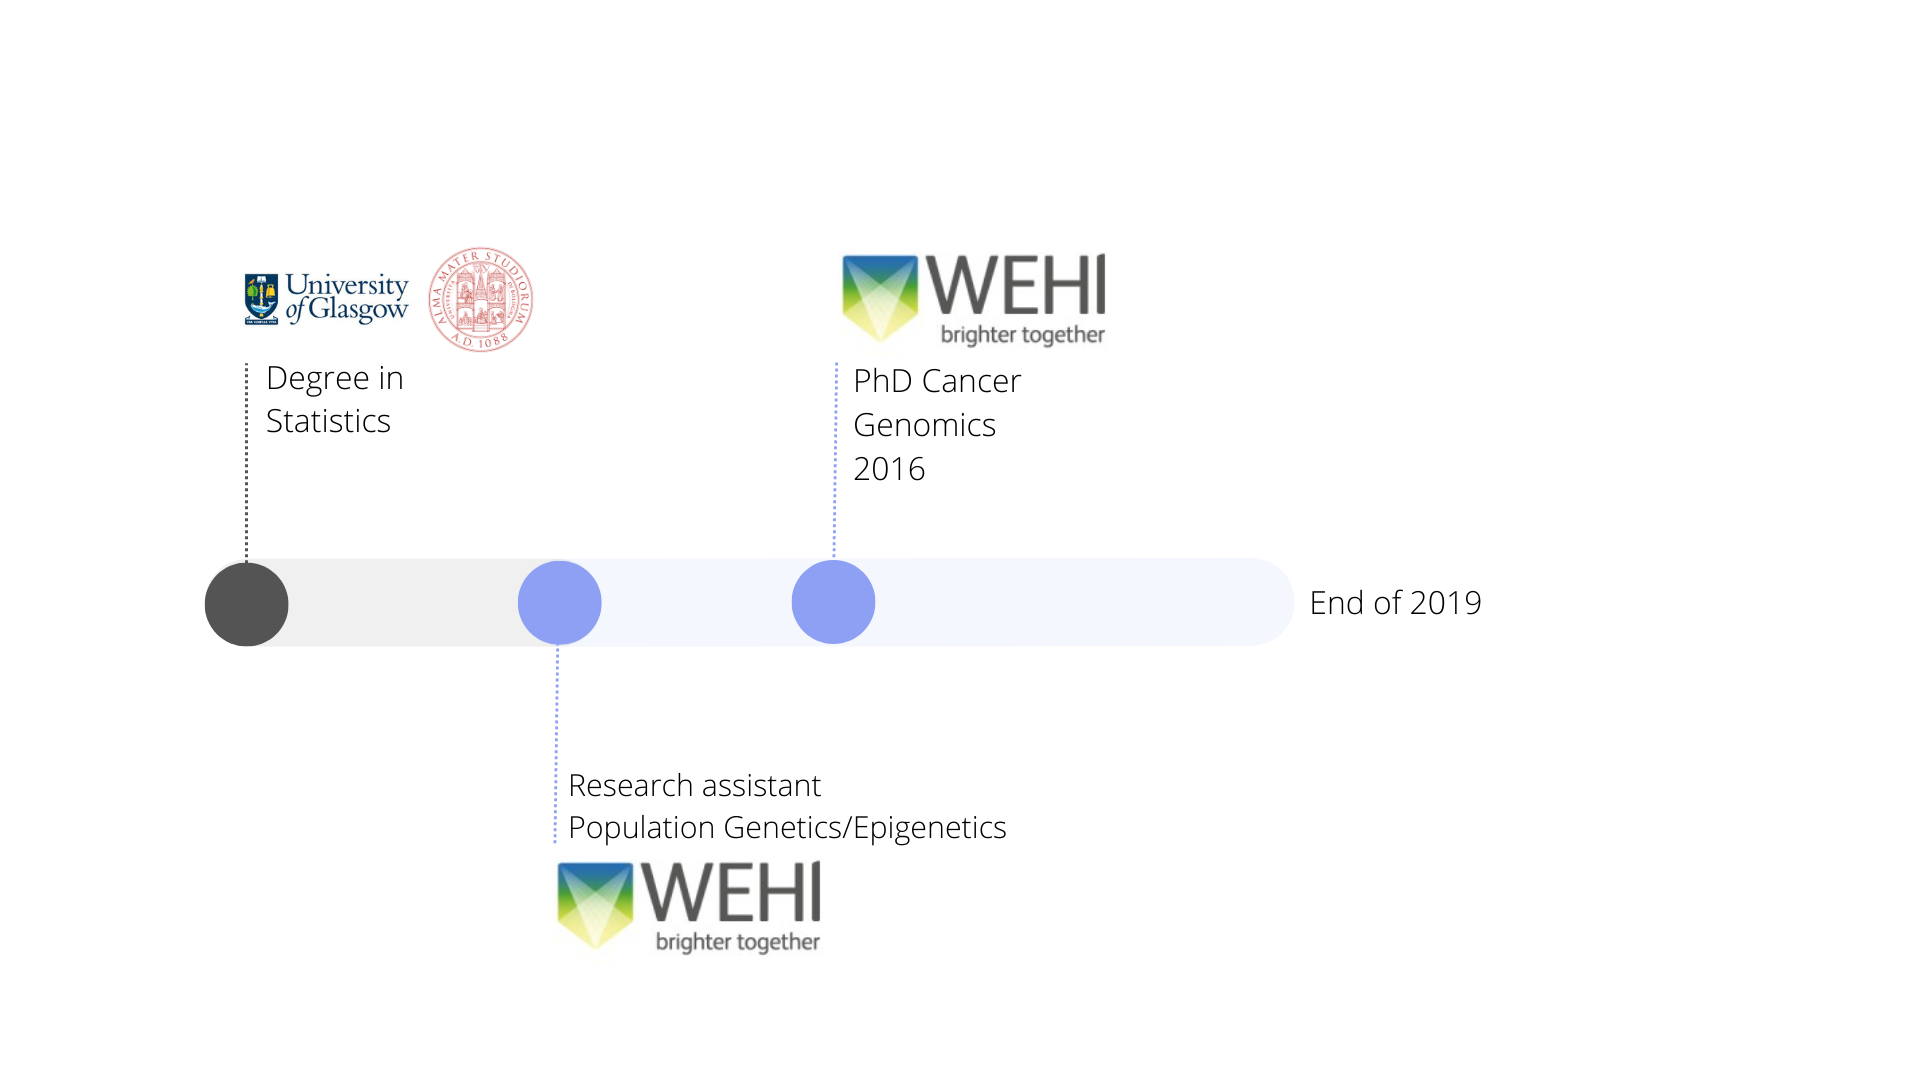 University
of Glasgow
ALMA MATER STUDIORUM
A.D. 1088
Degree in
Statistics
WEHI
brighter together
PhD Cancer
Genomics
2016
End of 2019
Research assistant
Population Genetics/Epigenetics
WEHI
brighter together